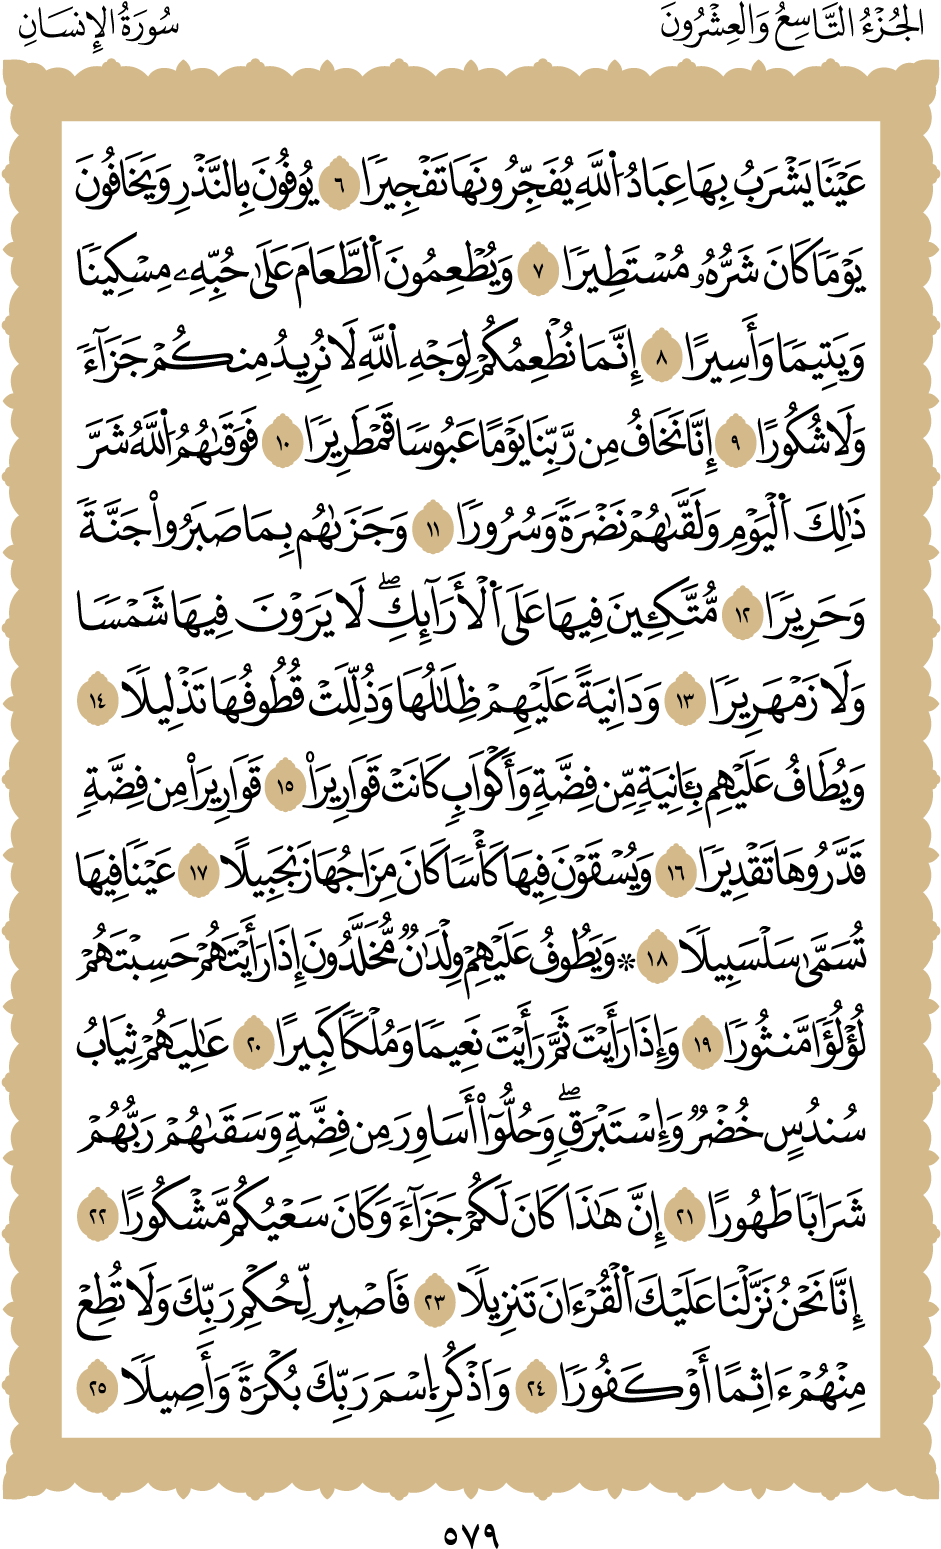 الجُزْءُ التَّاسِعُ وَالعِشْرُونَ
سُورَةُ الإِنسَانِ
عَيْنًا يَشْرَبُ بِهَا عِبَادُ ٱللَّهِ يُفَجِّرُونَهَا تَفْجِيرًا ٦ يُوفُونَ بِٱلنَّذْرِ وَيَخَافُونَ
يَوْمًا كَانَ شَرُّهُۥ مُسْتَطِيرًا ٧ وَيُطْعِمُونَ ٱلطَّعَامَ عَلَىٰ حُبِّهِۦ مِسْكِينًا
وَيَتِيمًا وَأَسِيرًا ٨ إِنَّمَا نُطْعِمُكُمْ لِوَجْهِ ٱللَّهِ لَا نُرِيدُ مِنكُمْ جَزَآءً
وَلَا شُكُورًا ٩ إِنَّا نَخَافُ مِن رَّبِّنَا يَوْمًا عَبُوسًا قَمْطَرِيرًا ١٠ فَوَقَىٰهُمُ ٱللَّهُ شَرَّ
ذَٰلِكَ ٱلْيَوْمِ وَلَقَّىٰهُمْ نَضْرَةً وَسُرُورًا ١١ وَجَزَىٰهُم بِمَا صَبَرُوا۟ جَنَّةً
وَحَرِيرًا ١٢ مُّتَّكِـِٔينَ فِيهَا عَلَى ٱلْأَرَآئِكِ ۖ لَا يَرَوْنَ فِيهَا شَمْسًا
وَلَا زَمْهَرِيرًا ١٣ وَدَانِيَةً عَلَيْهِمْ ظِلَـٰلُهَا وَذُلِّلَتْ قُطُوفُهَا تَذْلِيلًا ١٤
وَيُطَافُ عَلَيْهِم بِـَٔانِيَةٍ مِّن فِضَّةٍ وَأَكْوَابٍ كَانَتْ قَوَارِيرَا۠ ١٥ قَوَارِيرَا۟ مِن فِضَّةٍ
قَدَّرُوهَا تَقْدِيرًا ١٦ وَيُسْقَوْنَ فِيهَا كَأْسًا كَانَ مِزَاجُهَا زَنجَبِيلًا ١٧ عَيْنًا فِيهَا
تُسَمَّىٰ سَلْسَبِيلًا ١٨ * وَيَطُوفُ عَلَيْهِمْ وِلْدَٰنٌ مُّخَلَّدُونَ إِذَا رَأَيْتَهُمْ حَسِبْتَهُمْ
لُؤْلُؤًا مَّنثُورًا ١٩ وَإِذَا رَأَيْتَ ثَمَّ رَأَيْتَ نَعِيمًا وَمُلْكًا كَبِيرًا ٢٠ عَـٰلِيَهُمْ ثِيَابُ
سُندُسٍ خُضْرٌ وَإِسْتَبْرَقٌ ۖ وَحُلُّوٓا۟ أَسَاوِرَ مِن فِضَّةٍ وَسَقَىٰهُمْ رَبُّهُمْ
شَرَابًا طَهُورًا ٢١ إِنَّ هَـٰذَا كَانَ لَكُمْ جَزَآءً وَكَانَ سَعْيُكُم مَّشْكُورًا ٢٢
إِنَّا نَحْنُ نَزَّلْنَا عَلَيْكَ ٱلْقُرْءَانَ تَنزِيلًا ٢٣ فَٱصْبِرْ لِحُكْمِ رَبِّكَ وَلَا تُطِعْ
مِنْهُمْ ءَاثِمًا أَوْ كَفُورًا ٢٤ وَٱذْكُرِ ٱسْمَ رَبِّكَ بُكْرَةً وَأَصِيلًا ٢٥
٥٧٩